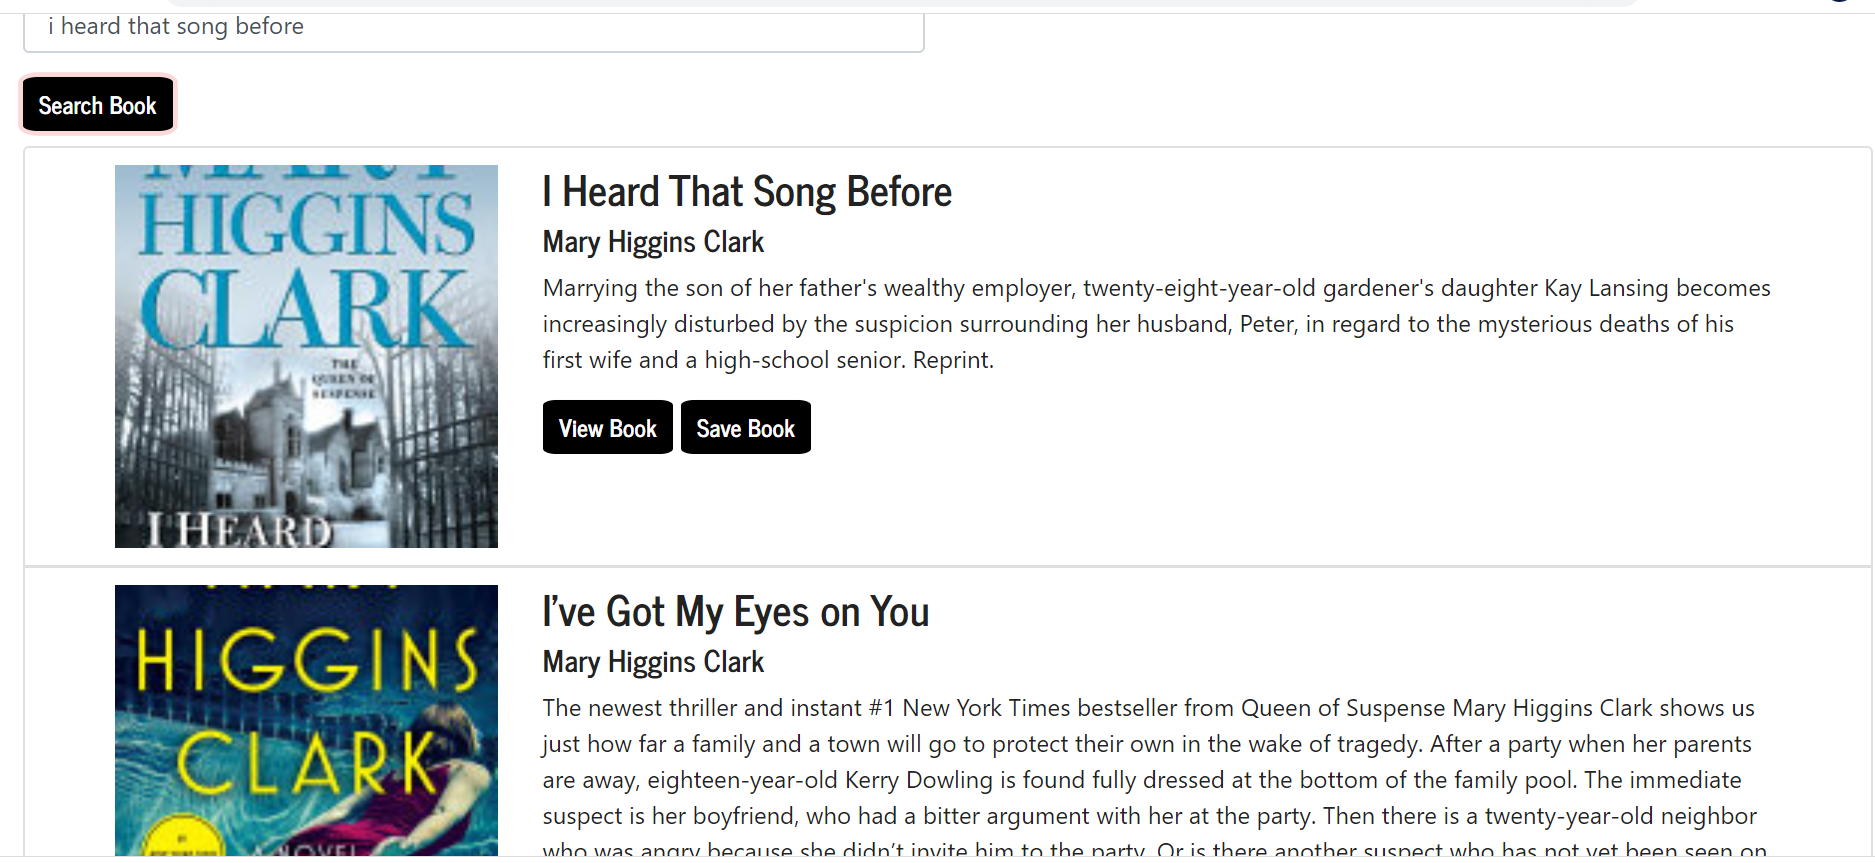 i heard that song before
Search Book
MARY
HIGGINS
CLARK
THE
QUEEN OF
SUSPENSE
I HEARD
I Heard That Song Before
Mary Higgins Clark
Marrying the son of her father's wealthy employer, twenty-eight-year-old gardener's daughter Kay Lansing becomes
increasingly disturbed by the suspicion surrounding her husband, Peter, in regard to the mysterious deaths of his
first wife and a high-school senior. Reprint.
View Book Save Book
HIGGINS
CLARK
#1
A NOVEL
I've Got My Eyes on You
Mary Higgins Clark
The newest thriller and instant #1 New York Times bestseller from Queen of Suspense Mary Higgins Clark shows us
just how far a family and a town will go to protect their own in the wake of tragedy. After a party when her parents
are away, eighteen-year-old Kerry Dowling is found fully dressed at the bottom of the family pool. The immediate
suspect is her boyfriend, who had a bitter argument with her at the party. Then there is a twenty-year-old neighbor
who was angry because she didn't invite him to the party. Or is there another suspect who has not yet been seen on